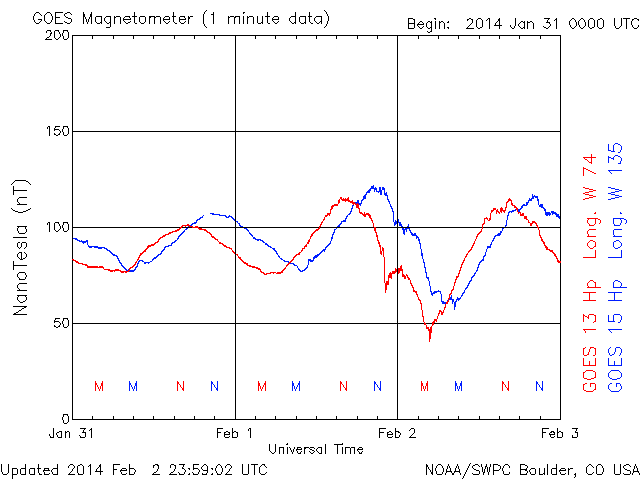 GOES Magnetometer (1 minute data)
Begin: 2014 Jan 31 0000 UTC
200
150
100
50
0
NanoTesla (nT)
M M N N M M N N M M N N
Jan 31 Feb 1 Feb 2 Feb 3
Universal Time
GOES 13 Hp Long. W 74
GOES 15 Hp Long. W 135
Updated 2014 Feb 2 23:59:02 UTC
NOAA/SWPC Boulder, CO USA